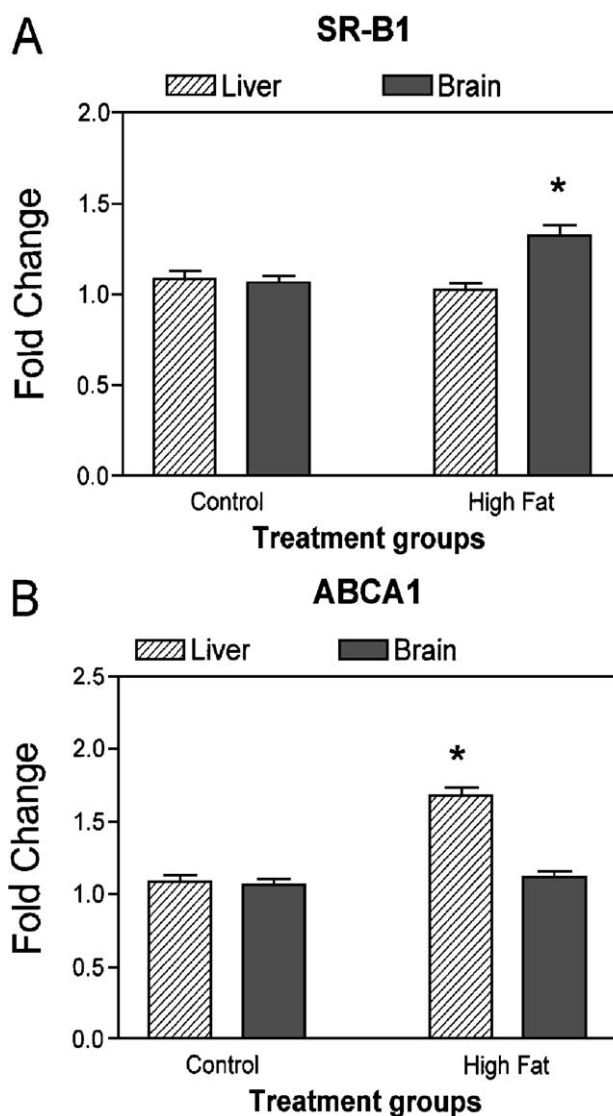 A
SR-B1
Liver Brain
2.0
1.5
1.0
0.5
0.0
Fold Change
*
Control High Fat
Treatment groups
B
ABCA1
Liver Brain
2.5
2.0
1.5
1.0
0.5
0.0
Fold Change
*
Control High Fat
Treatment groups